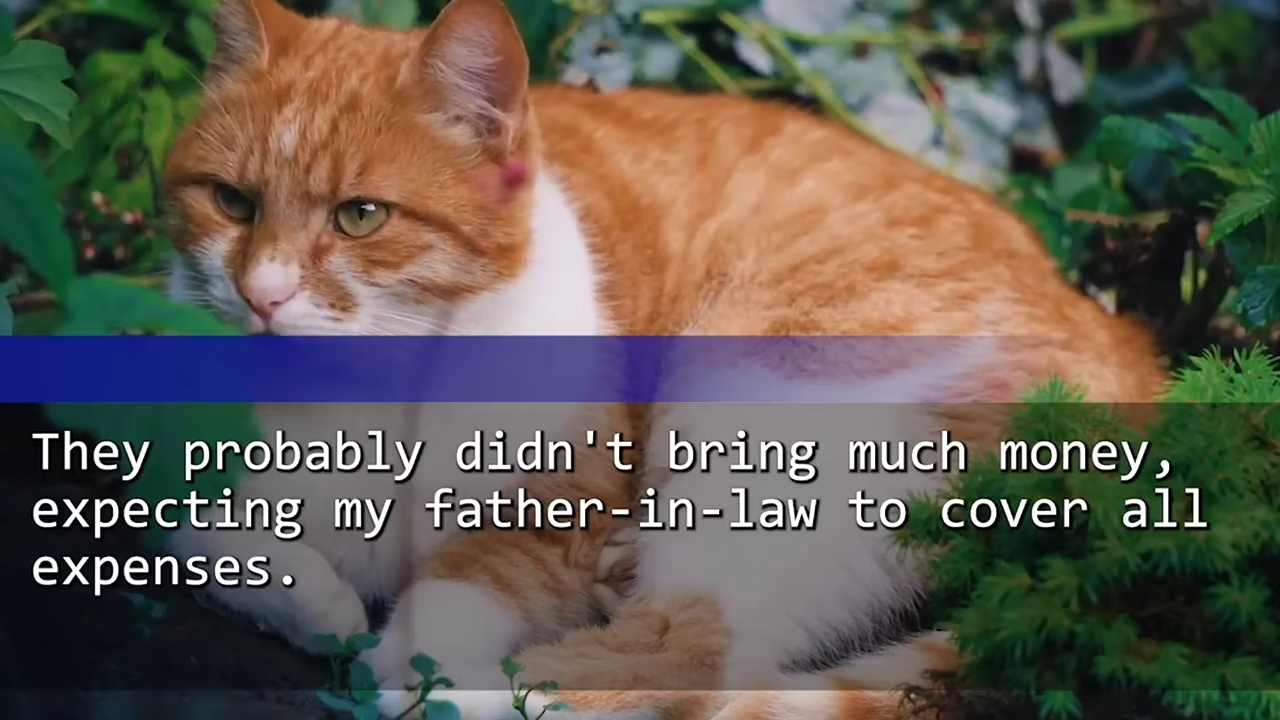 They probably didn't bring much money,
expecting my father-in-law to cover all
expenses.